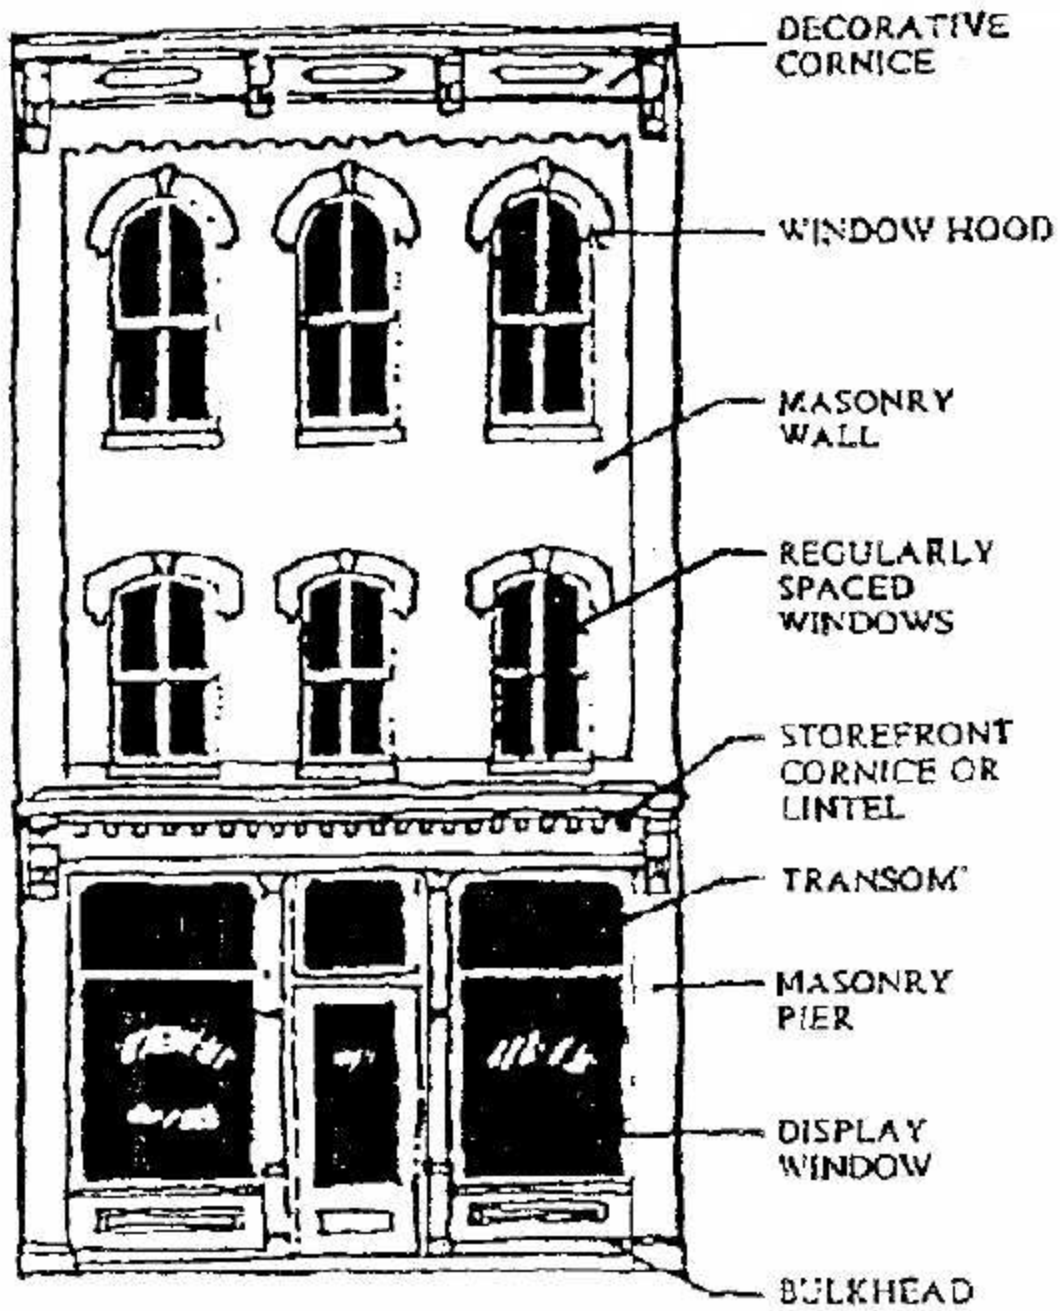 DECORATIVE
CORNICE
WINDOW HOOD
MASONRY
WALL
REGULARLY
SPACED
WINDOWS
STOREFRONT
CORNICE OR
LINTEL
TRANSOM
MASONRY
PIER
DISPLAY
WINDOW
BULKHEAD